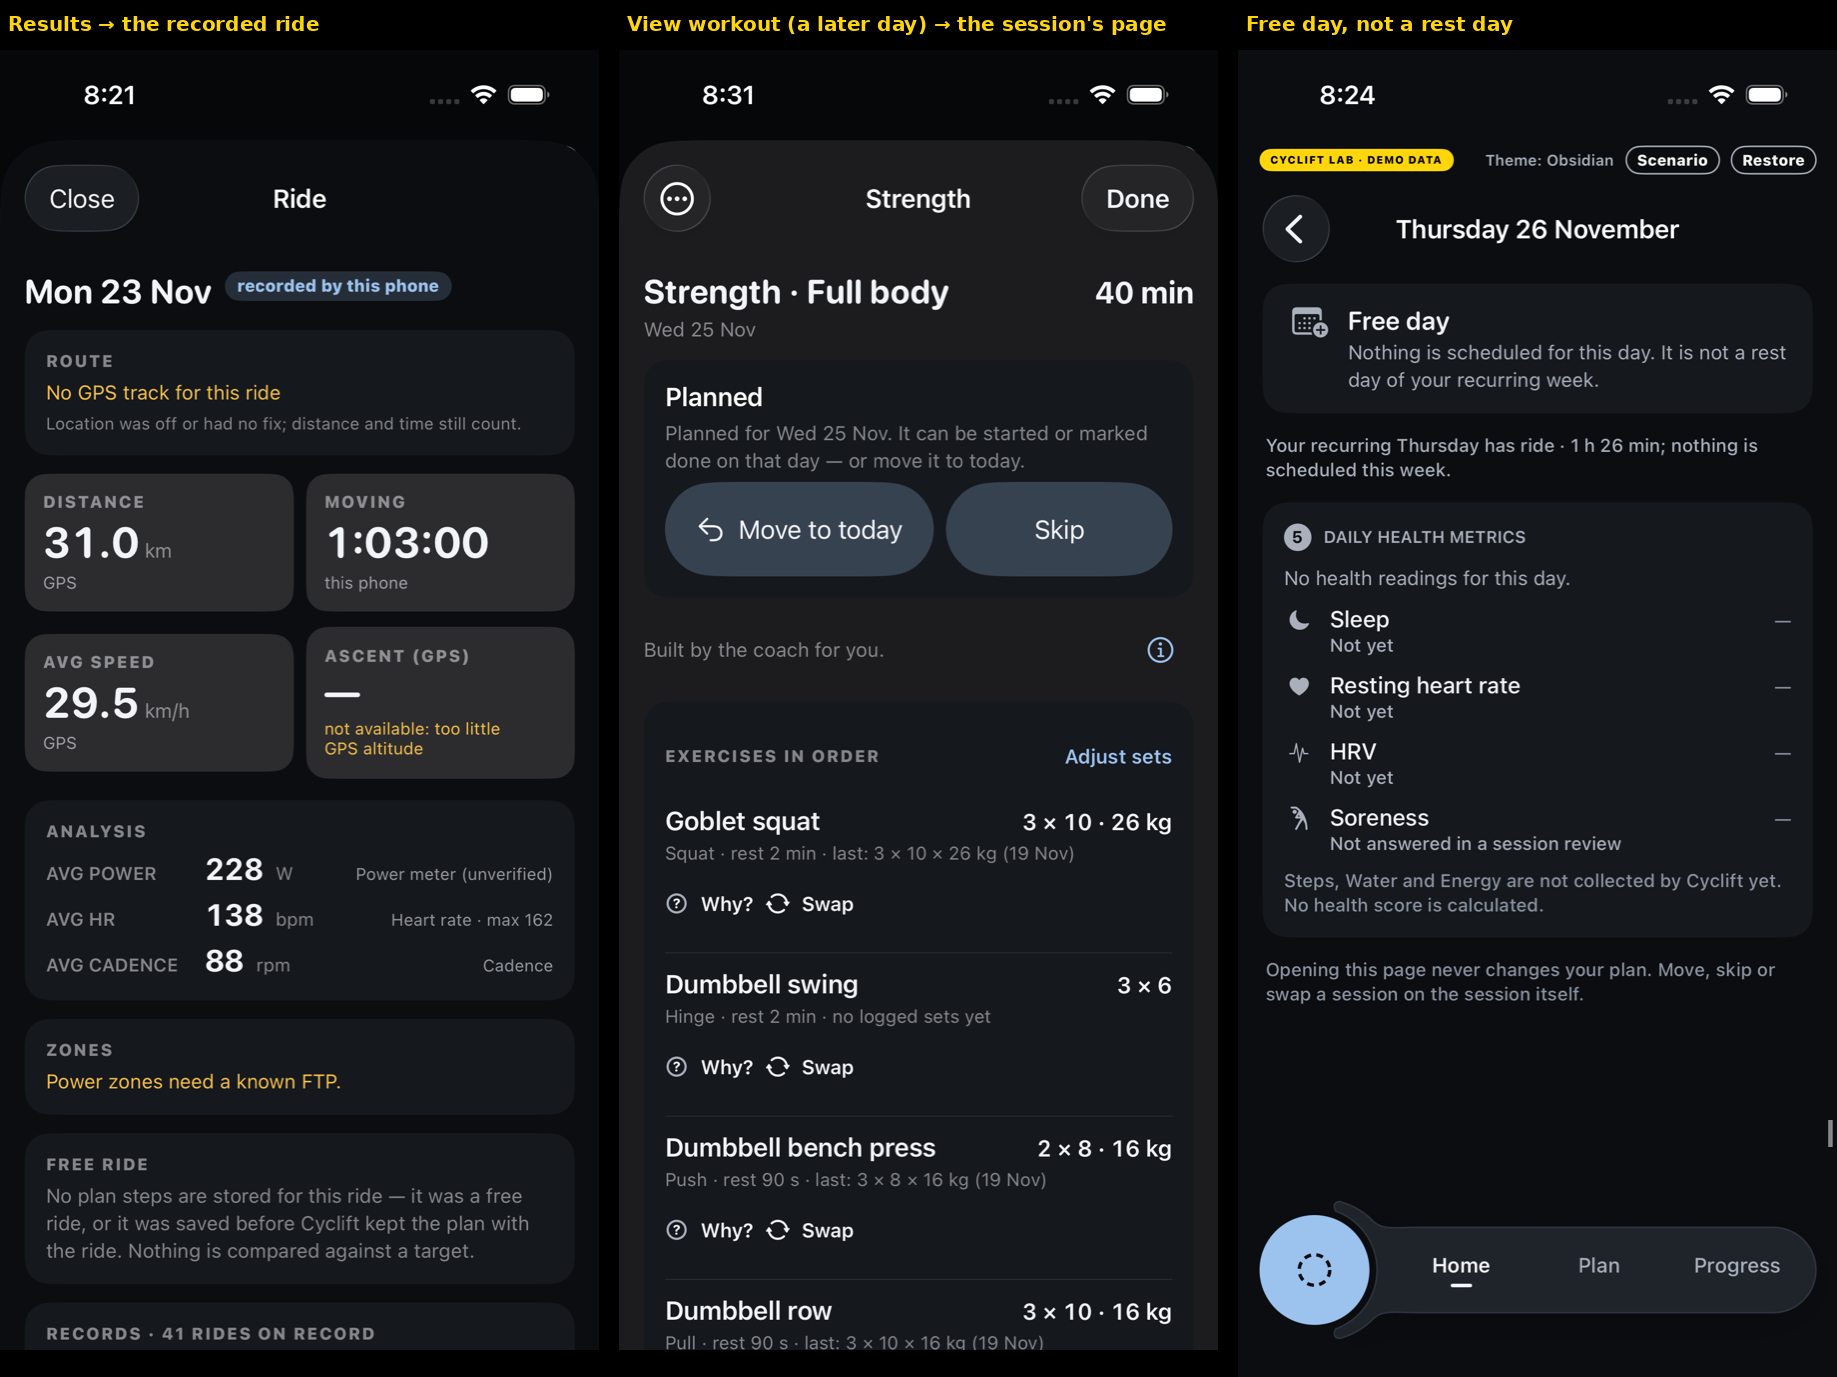 Results → the recorded ride
8:21
Close
Ride
Mon 23 Nov
recorded by this phone
ROUTE
No GPS track for this ride
Location was off or had no fix; distance and time still count.
DISTANCE
31.0 km
GPS
MOVING
1:03:00
this phone
AVG SPEED
29.5 km/h
GPS
ASCENT (GPS)
—
not available: too little
GPS altitude
ANALYSIS
AVG POWER 228 W Power meter (unverified)
AVG HR 138 bpm Heart rate · max 162
AVG CADENCE 88 rpm Cadence
ZONES
Power zones need a known FTP.
FREE RIDE
No plan steps are stored for this ride — it was a free
ride, or it was saved before Cyclift kept the plan with
the ride. Nothing is compared against a target.
RECORDS · 41 RIDES ON RECORD
View workout (a later day) → the session's page
8:31
Strength
Done
Strength · Full body 40 min
Wed 25 Nov
Planned
Planned for Wed 25 Nov. It can be started or marked
done on that day — or move it to today.
Move to today
Skip
Built by the coach for you.
EXERCISES IN ORDER Adjust sets
Goblet squat 3 × 10 · 26 kg
Squat · rest 2 min · last: 3 × 10 × 26 kg (19 Nov)
Why? Swap
Dumbbell swing 3 × 6
Hinge · rest 2 min · no logged sets yet
Why? Swap
Dumbbell bench press 2 × 8 · 16 kg
Push · rest 90 s · last: 3 × 8 × 16 kg (19 Nov)
Why? Swap
Dumbbell row 3 × 10 · 16 kg
Pull · rest 90 s · last: 3 × 10 × 16 kg (19 Nov)
Free day, not a rest day
8:24
CYCLIFT LAB · DEMO DATA
Theme: Obsidian
Scenario
Restore
Thursday 26 November
Free day
Nothing is scheduled for this day. It is not a rest
day of your recurring week.
Your recurring Thursday has ride · 1 h 26 min; nothing is
scheduled this week.
5 DAILY HEALTH METRICS
No health readings for this day.
Sleep —
Not yet
Resting heart rate —
Not yet
HRV —
Not yet
Soreness —
Not answered in a session review
Steps, Water and Energy are not collected by Cyclift yet.
No health score is calculated.
Opening this page never changes your plan. Move, skip or
swap a session on the session itself.
Home
Plan
Progress